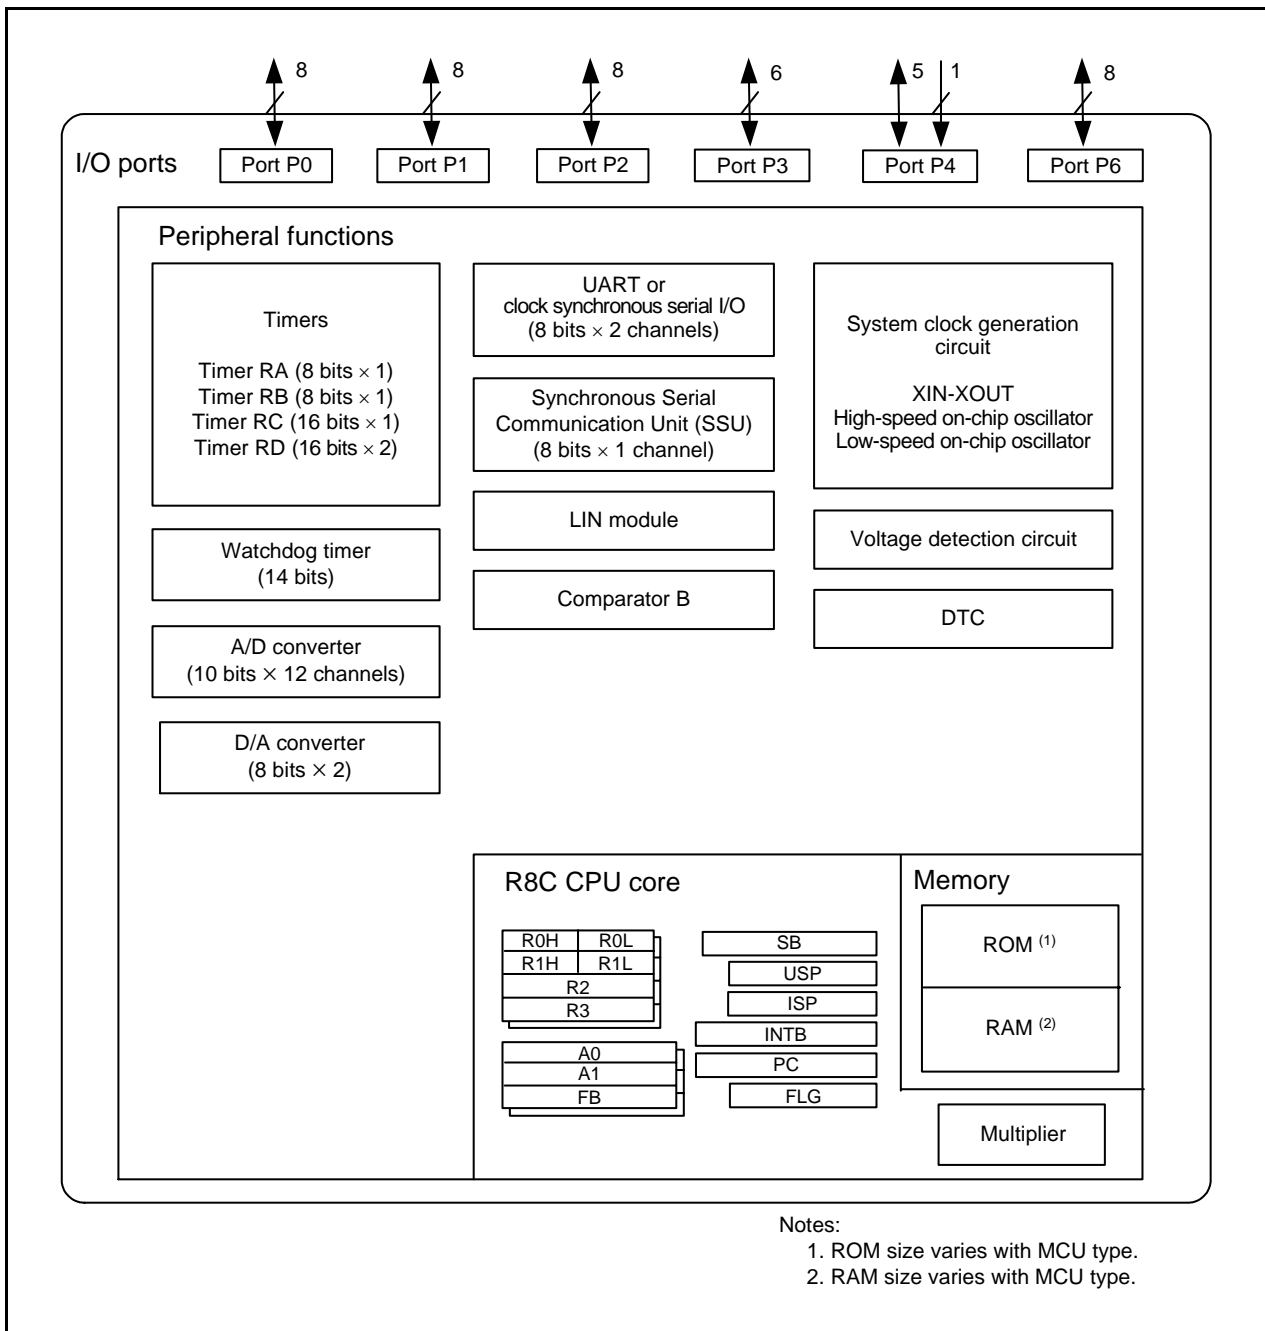 8 8 8 6 5 1 8
I/O ports
Port P0
Port P1
Port P2
Port P3
Port P4
Port P6
Peripheral functions
Timers
Timer RA (8 bits × 1)
Timer RB (8 bits × 1)
Timer RC (16 bits × 1)
Timer RD (16 bits × 2)
Watchdog timer
(14 bits)
A/D converter
(10 bits × 12 channels)
D/A converter
(8 bits × 2)
UART or
clock synchronous serial I/O
(8 bits × 2 channels)
Synchronous Serial
Communication Unit (SSU)
(8 bits × 1 channel)
LIN module
Comparator B
System clock generation
circuit
XIN-XOUT
High-speed on-chip oscillator
Low-speed on-chip oscillator
Voltage detection circuit
DTC
R8C CPU core
R0H R0L
R1H R1L
R2
R3
A0
A1
FB
SB
USP
ISP
INTB
PC
FLG
Memory
ROM (1)
RAM (2)
Multiplier
Notes:
1. ROM size varies with MCU type.
2. RAM size varies with MCU type.